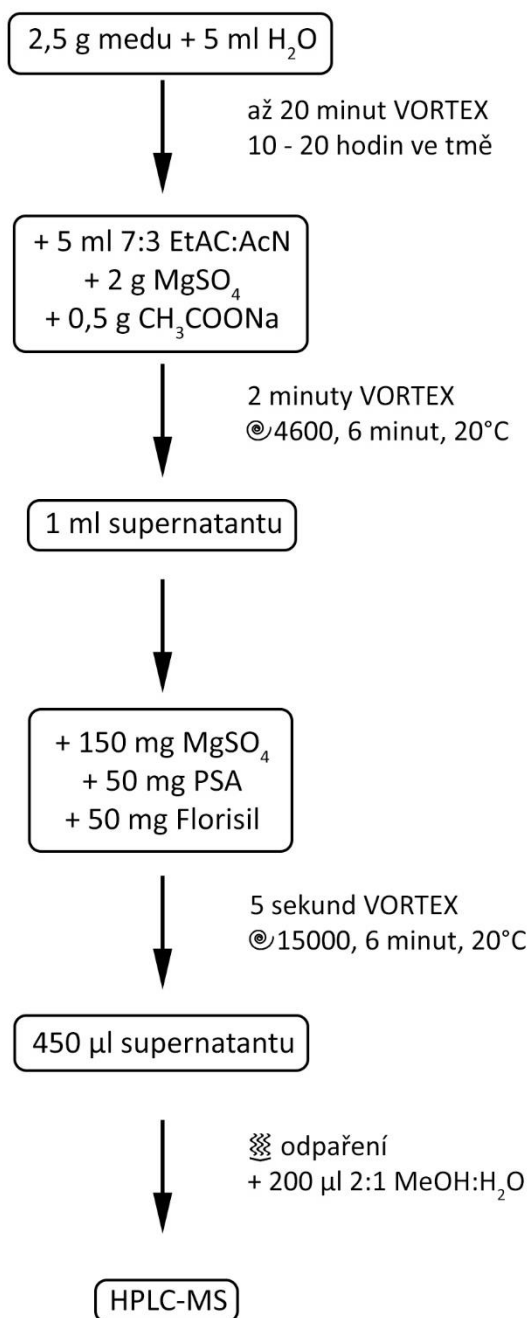 2,5 g medu + 5 ml H₂O
až 20 minut VORTEX
10 - 20 hodin ve tmě
+ 5 ml 7:3 EtAC:AcN
+ 2 g MgSO₄
+ 0,5 g CH₃COONa
2 minuty VORTEX
4600, 6 minut, 20°C
1 ml supernatantu
+ 150 mg MgSO₄
+ 50 mg PSA
+ 50 mg Florisil
5 sekund VORTEX
15000, 6 minut, 20°C
450 µl supernatantu
odpaření
+ 200 µl 2:1 MeOH:H₂O
HPLC-MS